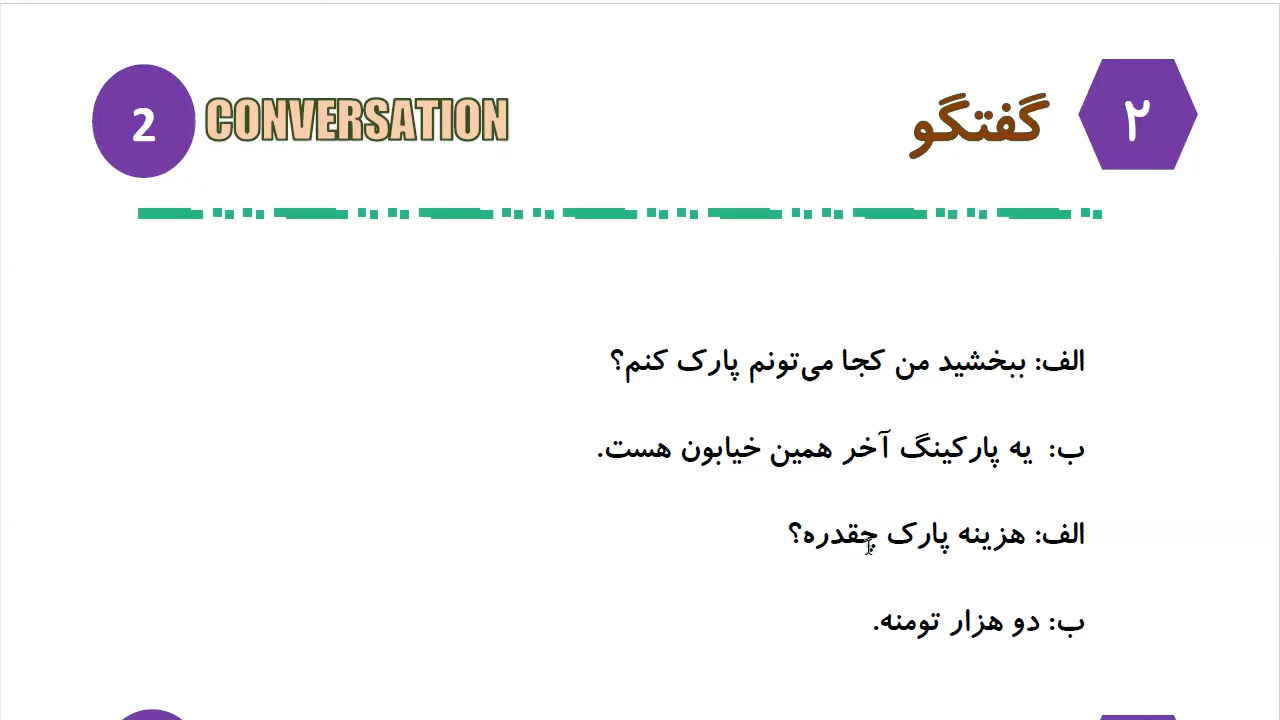 2 CONVERSATION
۲ گفتگو
الف: ببخشید من کجا می‌تونم پارک کنم؟
ب: یه پارکینگ آخر همین خیابون هست.
الف: هزینه پارک چقدره؟
ب: دو هزار تومنه.